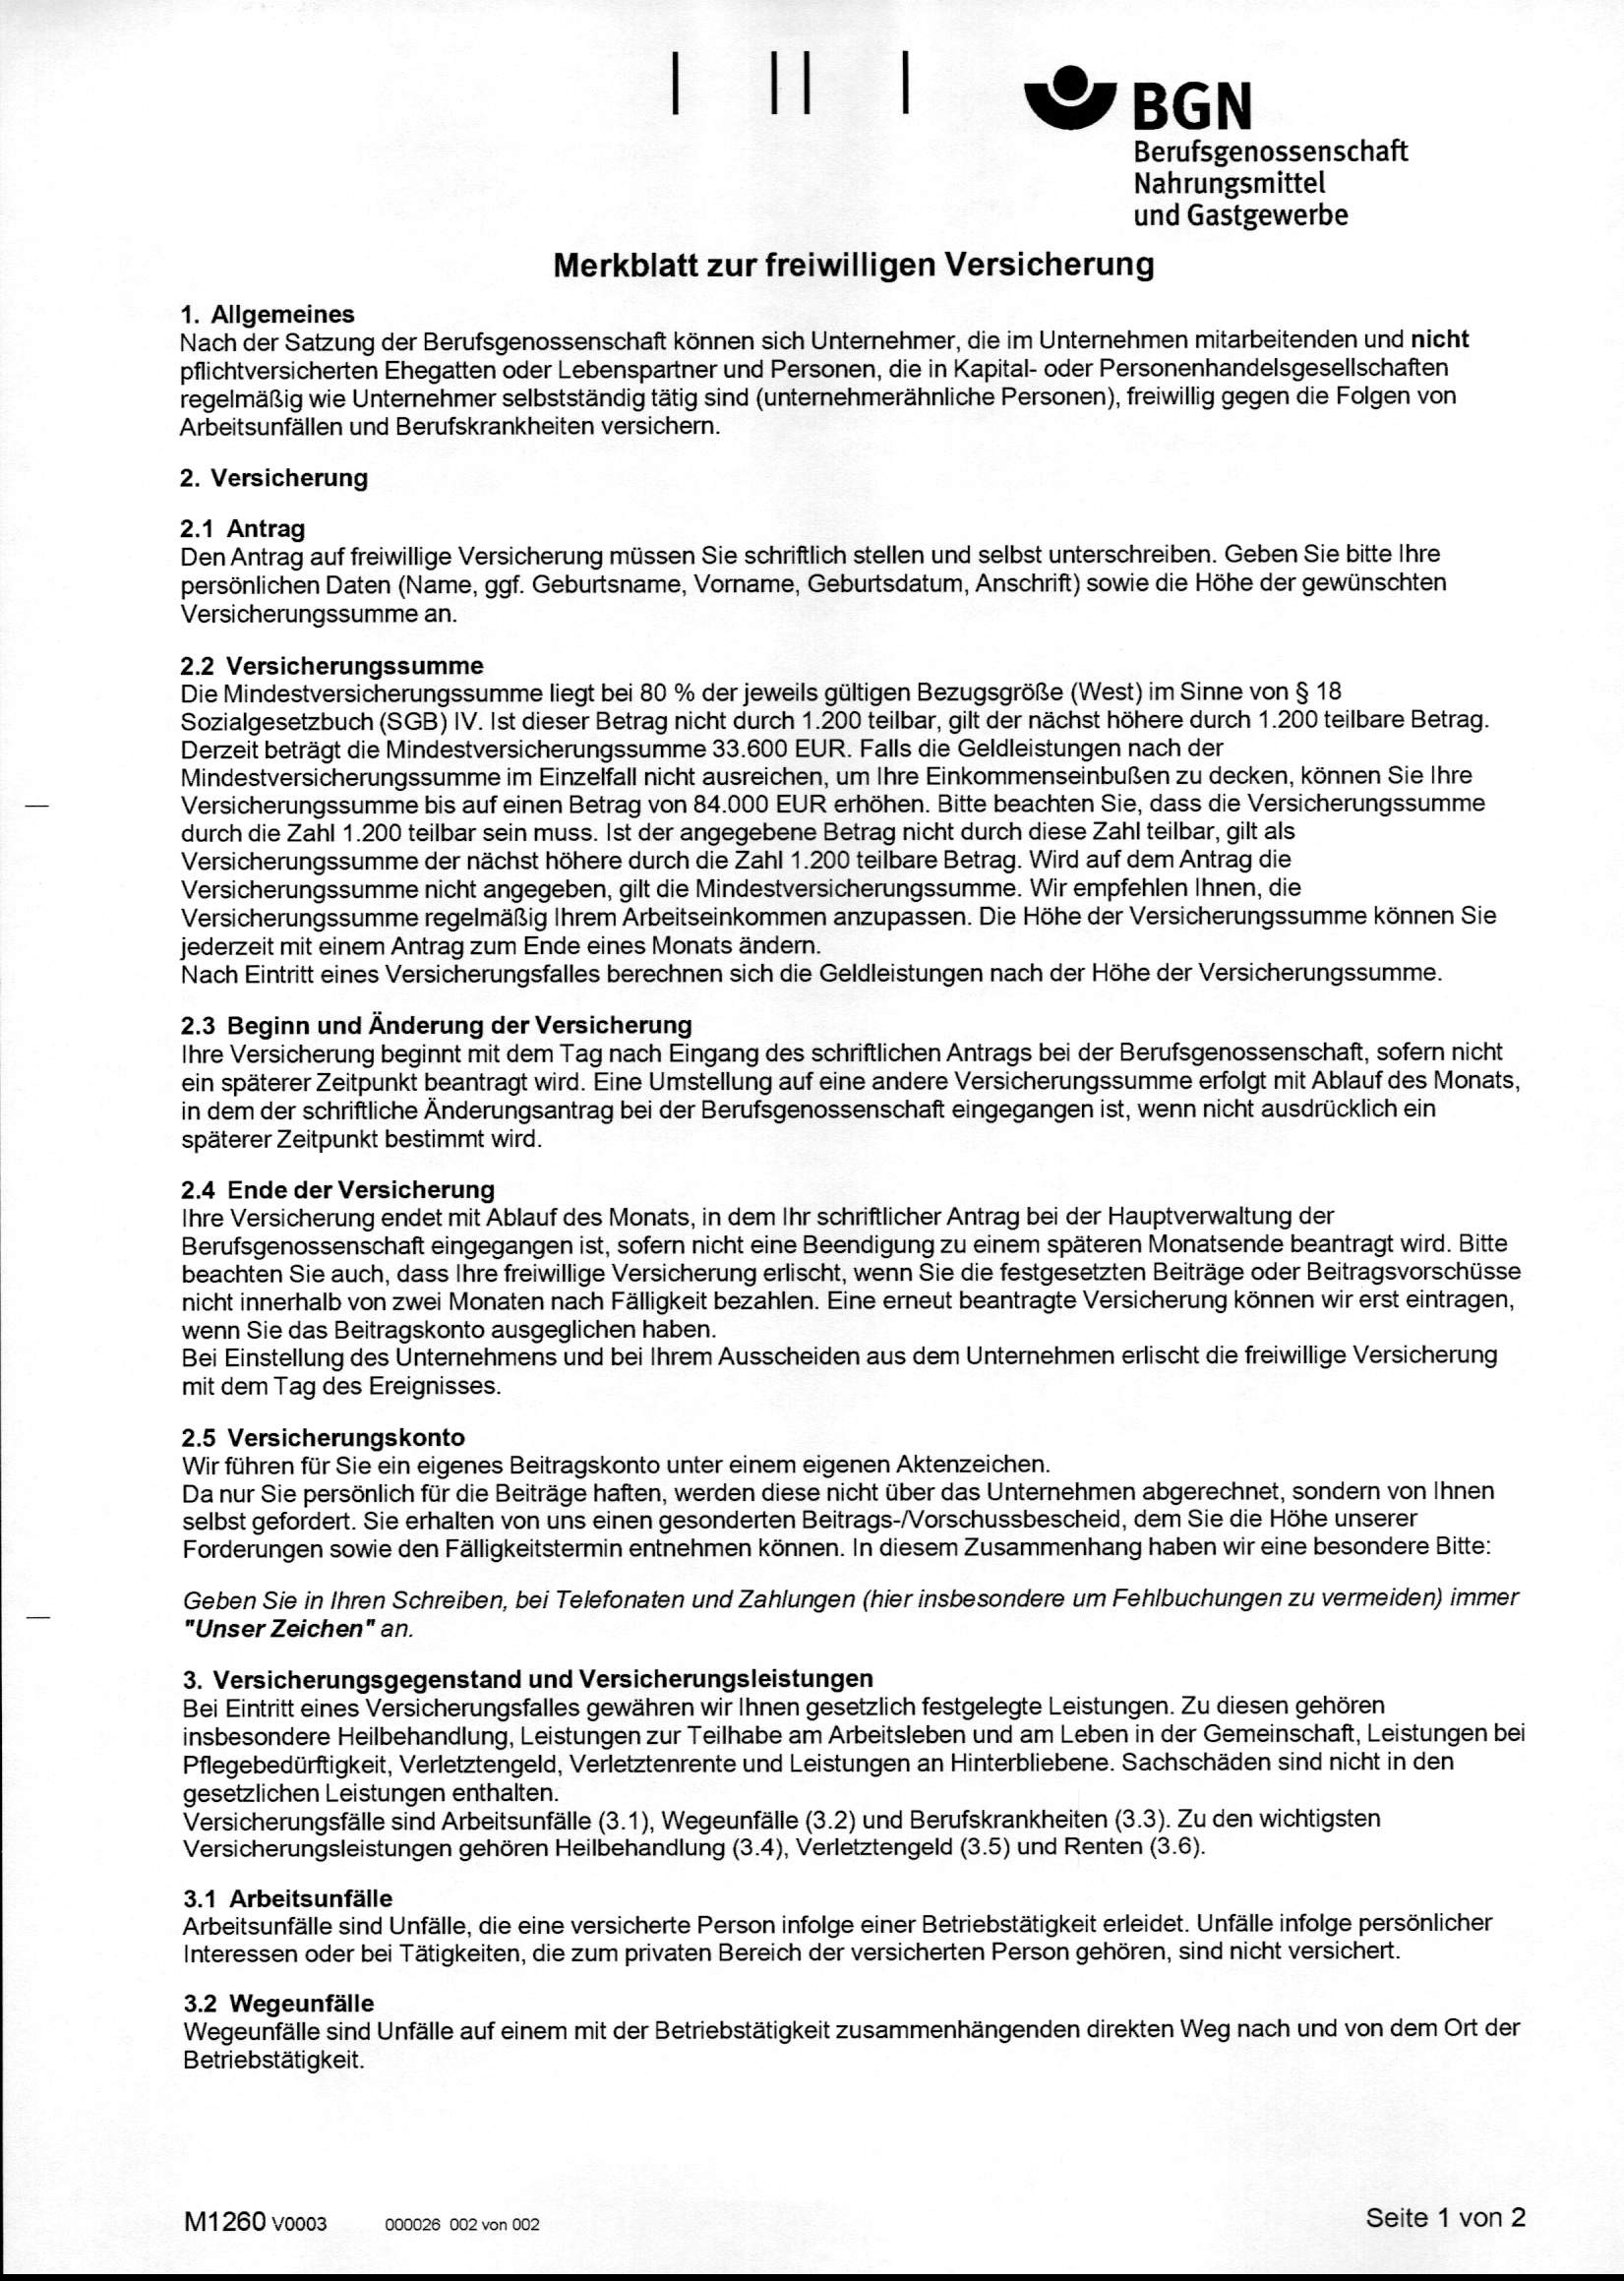 BGN
Berufsgenossenschaft
Nahrungsmittel
und Gastgewerbe
Merkblatt zur freiwilligen Versicherung
1. Allgemeines
Nach der Satzung der Berufsgenossenschaft können sich Unternehmer, die im Unternehmen mitarbeitenden und nicht
pflichtversicherten Ehegatten oder Lebenspartner und Personen, die in Kapital- oder Personenhandelsgesellschaften
regelmäßig wie Unternehmer selbstständig tätig sind (unternehmerähnliche Personen), freiwillig gegen die Folgen von
Arbeitsunfällen und Berufskrankheiten versichern.
2. Versicherung
2.1 Antrag
Den Antrag auf freiwillige Versicherung müssen Sie schriftlich stellen und selbst unterschreiben. Geben Sie bitte Ihre
persönlichen Daten (Name, ggf. Geburtsname, Vorname, Geburtsdatum, Anschrift) sowie die Höhe der gewünschten
Versicherungssumme an.
2.2 Versicherungssumme
Die Mindestversicherungssumme liegt bei 80 % der jeweils gültigen Bezugsgröße (West) im Sinne von § 18
Sozialgesetzbuch (SGB) IV. Ist dieser Betrag nicht durch 1.200 teilbar, gilt der nächst höhere durch 1.200 teilbare Betrag.
Derzeit beträgt die Mindestversicherungssumme 33.600 EUR. Falls die Geldleistungen nach der
Mindestversicherungssumme im Einzelfall nicht ausreichen, um Ihre Einkommenseinbußen zu decken, können Sie Ihre
Versicherungssumme bis auf einen Betrag von 84.000 EUR erhöhen. Bitte beachten Sie, dass die Versicherungssumme
durch die Zahl 1.200 teilbar sein muss. Ist der angegebene Betrag nicht durch diese Zahl teilbar, gilt als
Versicherungssumme der nächst höhere durch die Zahl 1.200 teilbare Betrag. Wird auf dem Antrag die
Versicherungssumme nicht angegeben, gilt die Mindestversicherungssumme. Wir empfehlen Ihnen, die
Versicherungssumme regelmäßig Ihrem Arbeitseinkommen anzupassen. Die Höhe der Versicherungssumme können Sie
jederzeit mit einem Antrag zum Ende eines Monats ändern.
Nach Eintritt eines Versicherungsfalles berechnen sich die Geldleistungen nach der Höhe der Versicherungssumme.
2.3 Beginn und Änderung der Versicherung
Ihre Versicherung beginnt mit dem Tag nach Eingang des schriftlichen Antrags bei der Berufsgenossenschaft, sofern nicht
ein späterer Zeitpunkt beantragt wird. Eine Umstellung auf eine andere Versicherungssumme erfolgt mit Ablauf des Monats,
in dem der schriftliche Änderungsantrag bei der Berufsgenossenschaft eingegangen ist, wenn nicht ausdrücklich ein
späterer Zeitpunkt bestimmt wird.
2.4 Ende der Versicherung
Ihre Versicherung endet mit Ablauf des Monats, in dem Ihr schriftlicher Antrag bei der Hauptverwaltung der
Berufsgenossenschaft eingegangen ist, sofern nicht eine Beendigung zu einem späteren Monatsende beantragt wird. Bitte
beachten Sie auch, dass Ihre freiwillige Versicherung erlischt, wenn Sie die festgesetzten Beiträge oder Beitragsvorschüsse
nicht innerhalb von zwei Monaten nach Fälligkeit bezahlen. Eine erneut beantragte Versicherung können wir erst eintragen,
wenn Sie das Beitragskonto ausgeglichen haben.
Bei Einstellung des Unternehmens und bei Ihrem Ausscheiden aus dem Unternehmen erlischt die freiwillige Versicherung
mit dem Tag des Ereignisses.
2.5 Versicherungskonto
Wir führen für Sie ein eigenes Beitragskonto unter einem eigenen Aktenzeichen.
Da nur Sie persönlich für die Beiträge haften, werden diese nicht über das Unternehmen abgerechnet, sondern von Ihnen
selbst gefordert. Sie erhalten von uns einen gesonderten Beitrags-/Vorschussbescheid, dem Sie die Höhe unserer
Forderungen sowie den Fälligkeitstermin entnehmen können. In diesem Zusammenhang haben wir eine besondere Bitte:
Geben Sie in Ihren Schreiben, bei Telefonaten und Zahlungen (hier insbesondere um Fehlbuchungen zu vermeiden) immer
"Unser Zeichen" an.
3. Versicherungsgegenstand und Versicherungsleistungen
Bei Eintritt eines Versicherungsfalles gewähren wir Ihnen gesetzlich festgelegte Leistungen. Zu diesen gehören
insbesondere Heilbehandlung, Leistungen zur Teilhabe am Arbeitsleben und am Leben in der Gemeinschaft, Leistungen bei
Pflegebedürftigkeit, Verletztengeld, Verletztenrente und Leistungen an Hinterbliebene. Sachschäden sind nicht in den
gesetzlichen Leistungen enthalten.
Versicherungsfälle sind Arbeitsunfälle (3.1), Wegeunfälle (3.2) und Berufskrankheiten (3.3). Zu den wichtigsten
Versicherungsleistungen gehören Heilbehandlung (3.4), Verletztengeld (3.5) und Renten (3.6).
3.1 Arbeitsunfälle
Arbeitsunfälle sind Unfälle, die eine versicherte Person infolge einer Betriebstätigkeit erleidet. Unfälle infolge persönlicher
Interessen oder bei Tätigkeiten, die zum privaten Bereich der versicherten Person gehören, sind nicht versichert.
3.2 Wegeunfälle
Wegeunfälle sind Unfälle auf einem mit der Betriebstätigkeit zusammenhängenden direkten Weg nach und von dem Ort der
Betriebstätigkeit.
M1260 V0003 000026 002 von 002 Seite 1 von 2